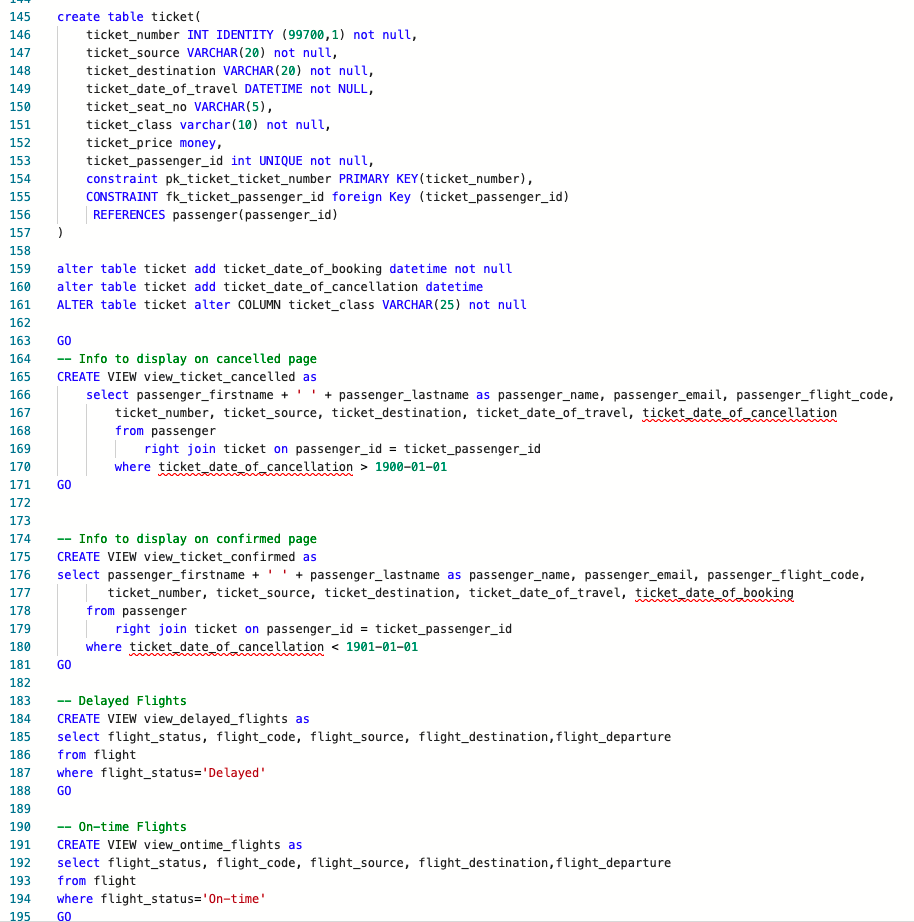 145 create table ticket(
146 ticket_number INT IDENTITY (99700,1) not null,
147 ticket_source VARCHAR(20) not null,
148 ticket_destination VARCHAR(20) not null,
149 ticket_date_of_travel DATETIME not NULL,
150 ticket_seat_no VARCHAR(5),
151 ticket_class varchar(10) not null,
152 ticket_price money,
153 ticket_passenger_id int UNIQUE not null,
154 constraint pk_ticket_ticket_number PRIMARY KEY(ticket_number),
155 CONSTRAINT fk_ticket_passenger_id foreign Key (ticket_passenger_id)
156 REFERENCES passenger(passenger_id)
157 )
158
159 alter table ticket add ticket_date_of_booking datetime not null
160 alter table ticket add ticket_date_of_cancellation datetime
161 ALTER table ticket alter COLUMN ticket_class VARCHAR(25) not null
162
163 GO
164 -- Info to display on cancelled page
165 CREATE VIEW view_ticket_cancelled as
166 select passenger_firstname + ' ' + passenger_lastname as passenger_name, passenger_email, passenger_flight_code,
167 ticket_number, ticket_source, ticket_destination, ticket_date_of_travel, ticket_date_of_cancellation
168 from passenger
169 right join ticket on passenger_id = ticket_passenger_id
170 where ticket_date_of_cancellation > 1900-01-01
171 GO
172
173
174 -- Info to display on confirmed page
175 CREATE VIEW view_ticket_confirmed as
176 select passenger_firstname + ' ' + passenger_lastname as passenger_name, passenger_email, passenger_flight_code,
177 ticket_number, ticket_source, ticket_destination, ticket_date_of_travel, ticket_date_of_booking
178 from passenger
179 right join ticket on passenger_id = ticket_passenger_id
180 where ticket_date_of_cancellation < 1901-01-01
181 GO
182
183 -- Delayed Flights
184 CREATE VIEW view_delayed_flights as
185 select flight_status, flight_code, flight_source, flight_destination,flight_departure
186 from flight
187 where flight_status='Delayed'
188 GO
189
190 -- On-time Flights
191 CREATE VIEW view_ontime_flights as
192 select flight_status, flight_code, flight_source, flight_destination,flight_departure
193 from flight
194 where flight_status='On-time'
195 GO